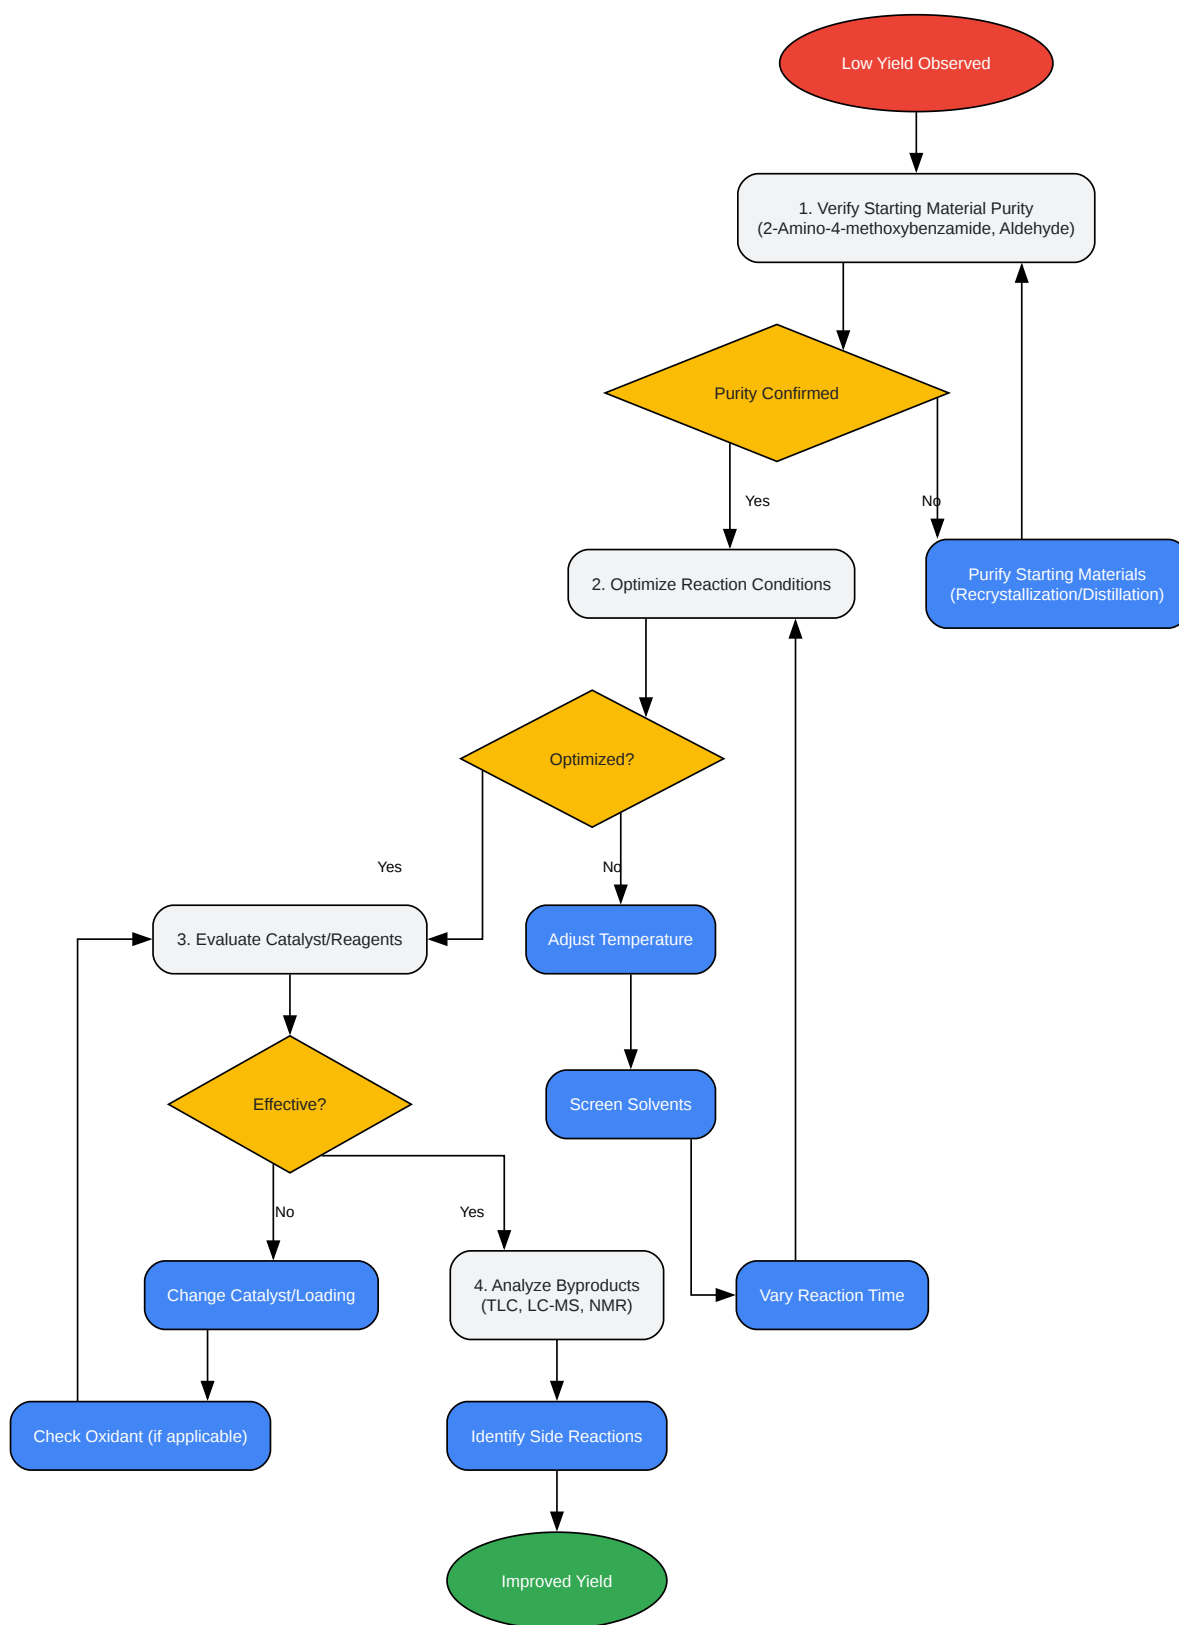 Low Yield Observed
1. Verify Starting Material Purity
(2-Amino-4-methoxybenzamide, Aldehyde)
Purity Confirmed
Yes
No
2. Optimize Reaction Conditions
Purify Starting Materials
(Recrystallization/Distillation)
Optimized?
Yes
No
3. Evaluate Catalyst/Reagents
Adjust Temperature
Effective?
Screen Solvents
No
Yes
Change Catalyst/Loading
4. Analyze Byproducts
(TLC, LC-MS, NMR)
Vary Reaction Time
Check Oxidant (if applicable)
Identify Side Reactions
Improved Yield